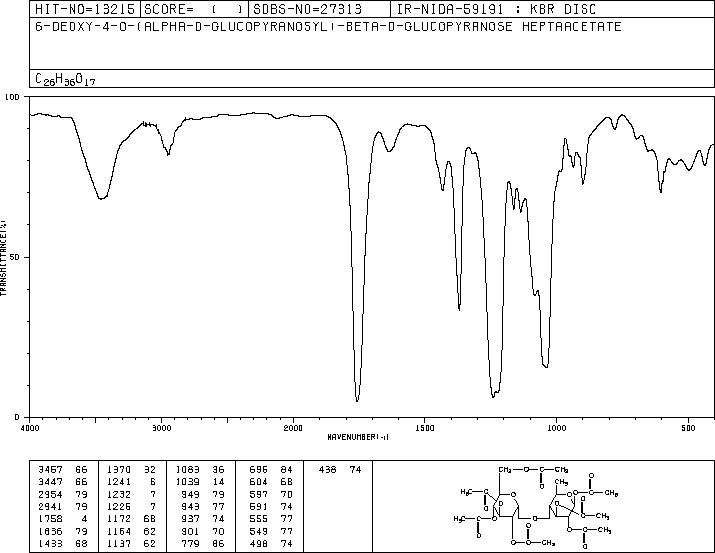 HIT-NO=13215 SCORE= ( ) SDBS-NO=27313 IR-NIDA-59191 : KBR DISC
6-DEOXY-4-O-(ALPHA-D-GLUCOPYRANOSYL)-BETA-D-GLUCOPYRANOSE HEPTAACETATE
C26H36O17
100
50
0
TRANSMITTANCE(%)
4000 3000 2000 1500 1000 500
WAVENUMBER(-1)
3467 66 1370 32 1083 36 696 84 438 74
3447 66 1241 6 1039 14 604 68
2954 79 1232 7 949 79 597 70
2941 79 1226 7 943 77 591 74
1758 4 1172 68 937 74 555 77
1636 79 1164 62 901 70 549 77
1433 68 1137 62 779 86 498 74